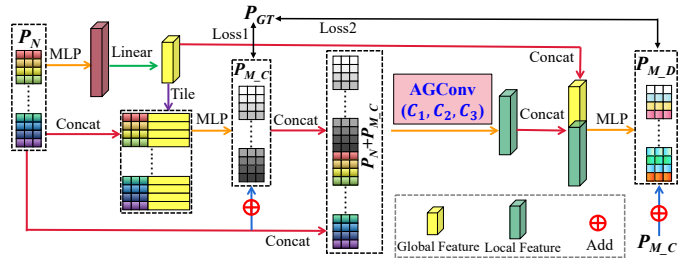 P_N
MLP
Linear
Loss1
P_GT
Loss2
P_M_C
Tile
Concat
MLP
Concat
P_N+P_M_C
AGConv
(C_1, C_2, C_3)
Concat
Concat
MLP
P_M_D
Concat
Global Feature
Local Feature
Add
P_M_C